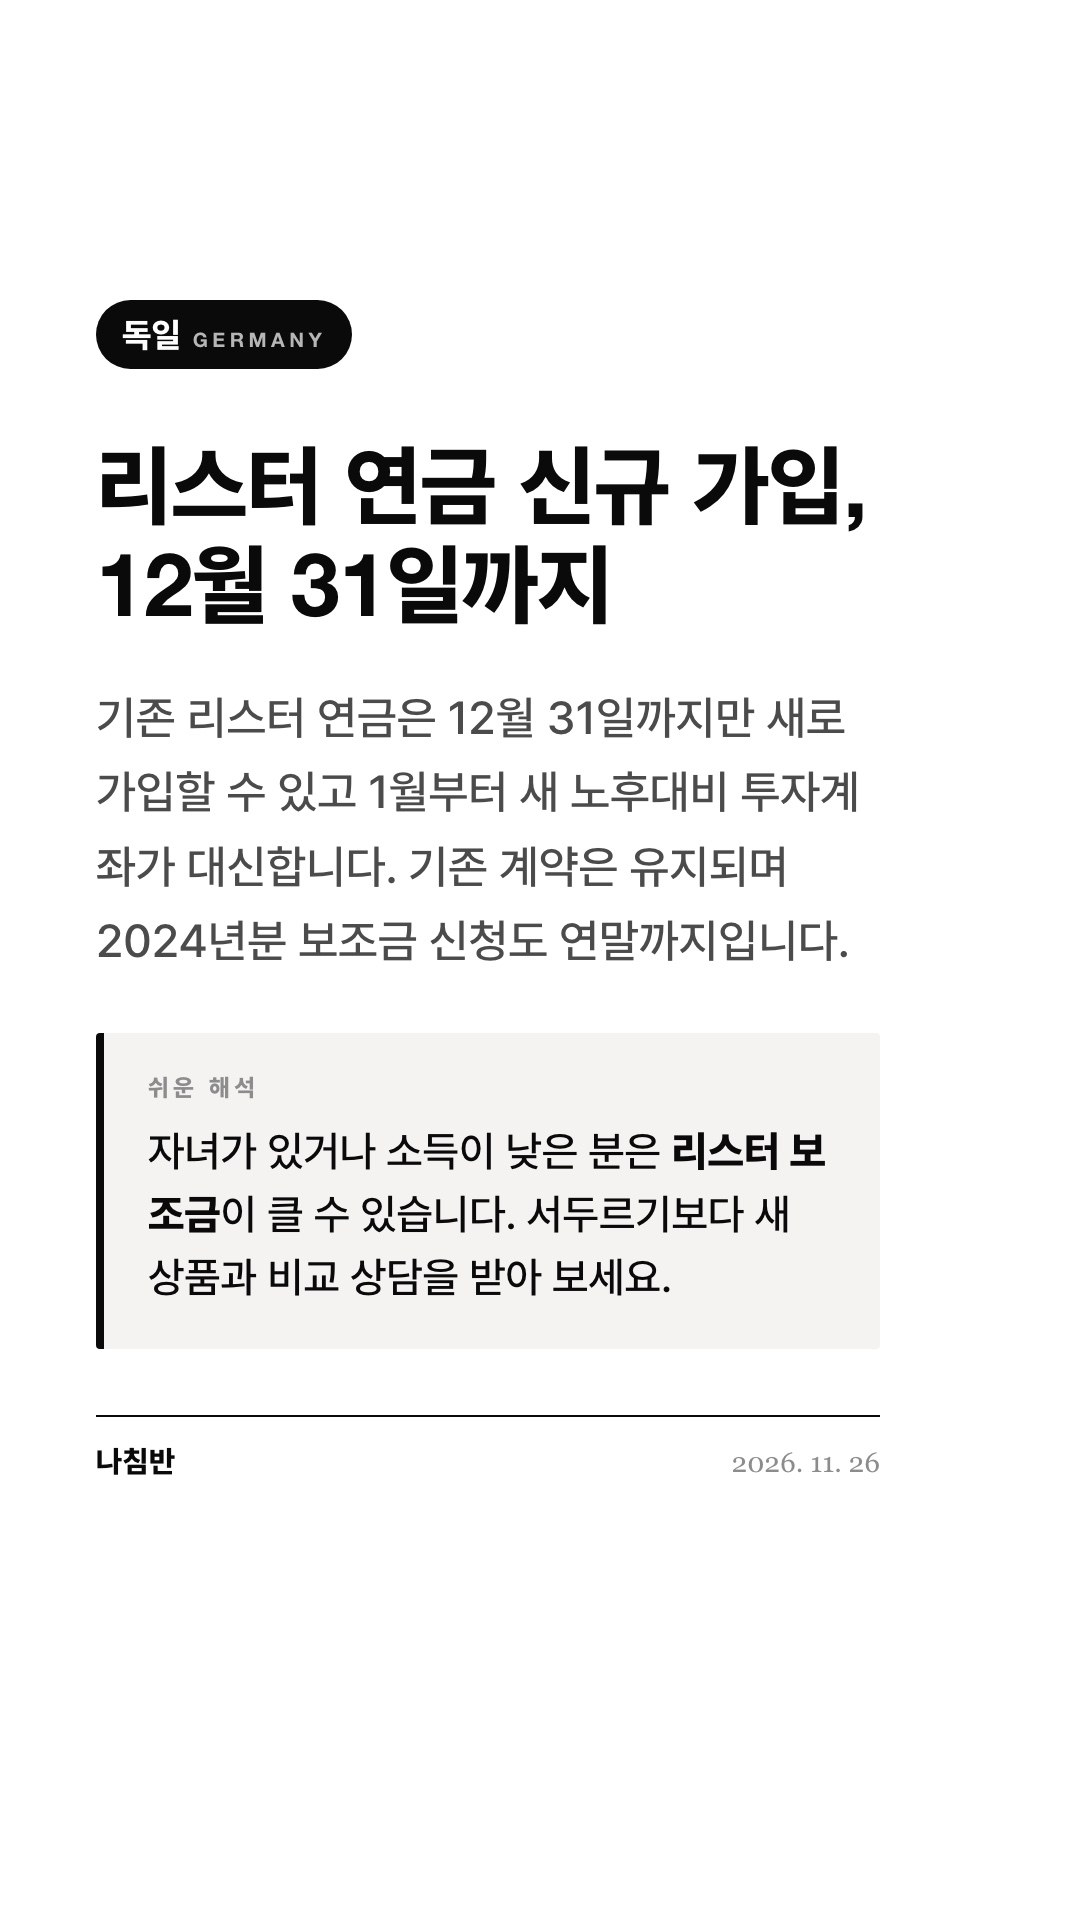 독일 GERMANY
리스터 연금 신규 가입,
12월 31일까지
기존 리스터 연금은 12월 31일까지만 새로
가입할 수 있고 1월부터 새 노후대비 투자계
좌가 대신합니다. 기존 계약은 유지되며
2024년분 보조금 신청도 연말까지입니다.
쉬운 해석
자녀가 있거나 소득이 낮은 분은 리스터 보
조금이 클 수 있습니다. 서두르기보다 새
상품과 비교 상담을 받아 보세요.
나침반
2026. 11. 26